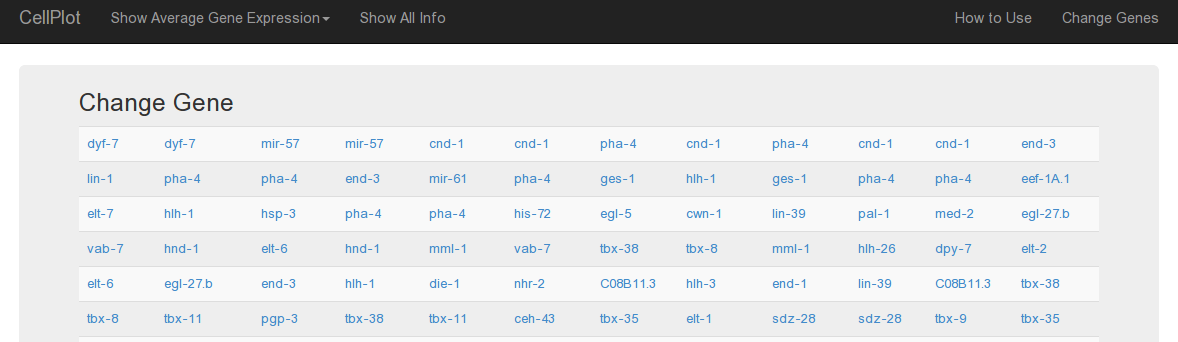 CellPlot Show Average Gene Expression Show All Info How to Use Change Genes
Change Gene
dyf-7 dyf-7 mir-57 mir-57 cnd-1 cnd-1 pha-4 cnd-1 pha-4 cnd-1 cnd-1 end-3
lin-1 pha-4 pha-4 end-3 mir-61 pha-4 ges-1 hlh-1 ges-1 pha-4 pha-4 eef-1A.1
elt-7 hlh-1 hsp-3 pha-4 pha-4 his-72 egl-5 cwn-1 lin-39 pal-1 med-2 egl-27.b
vab-7 hnd-1 elt-6 hnd-1 mml-1 vab-7 tbx-38 tbx-8 mml-1 hlh-26 dpy-7 elt-2
elt-6 egl-27.b end-3 hlh-1 die-1 nhr-2 C08B11.3 hlh-3 end-1 lin-39 C08B11.3 tbx-38
tbx-8 tbx-11 pgp-3 tbx-38 tbx-11 ceh-43 tbx-35 elt-1 sdz-28 sdz-28 tbx-9 tbx-35